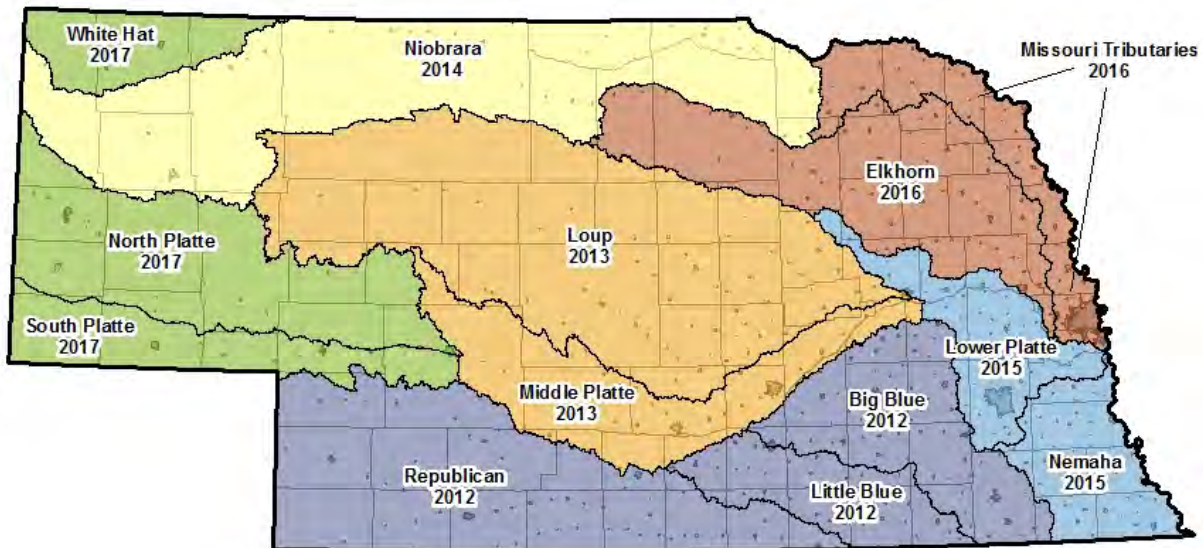 White Hat
2017
Niobrara
2014
Missouri Tributaries
2016
Elkhorn
2016
North Platte
2017
Loup
2013
South Platte
2017
Lower Platte
2015
Middle Platte
2013
Big Blue
2012
Republican
2012
Little Blue
2012
Nemaha
2015